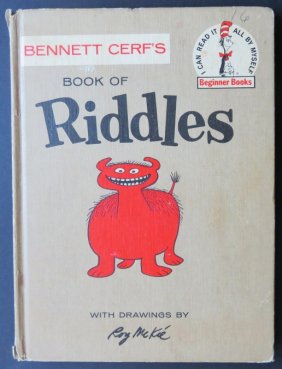 BENNETT CERF'S
BOOK OF
Riddles
I CAN READ IT ALL BY MYSELF
Beginner Books
WITH DRAWINGS BY
Roy McKie